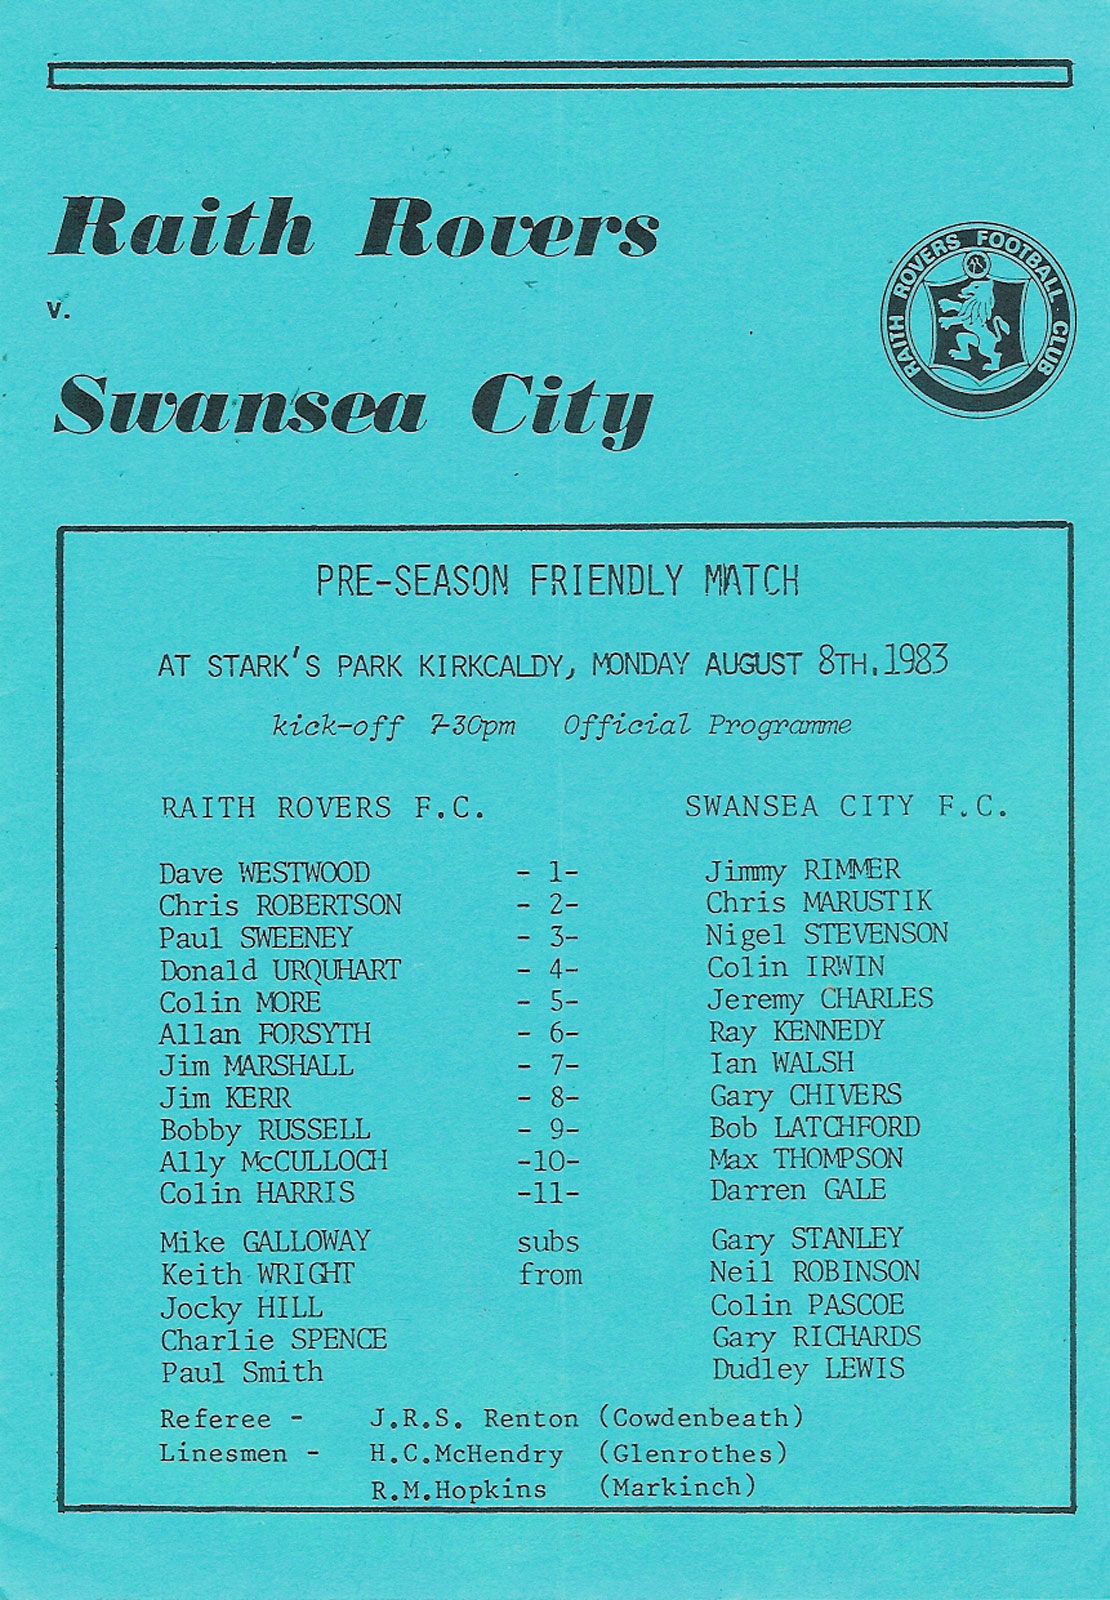 Raith Rovers
v.
Swansea City
RAITH ROVERS FOOTBALL CLUB
PRE-SEASON FRIENDLY MATCH
AT STARK'S PARK KIRKCALDY, MONDAY AUGUST 8TH.1983
kick-off 7-30pm Official Programme
RAITH ROVERS F.C. SWANSEA CITY F.C.
Dave WESTWOOD - 1- Jimmy RIMMER
Chris ROBERTSON - 2- Chris MARUSTIK
Paul SWEENEY - 3- Nigel STEVENSON
Donald URQUHART - 4- Colin IRWIN
Colin MORE - 5- Jeremy CHARLES
Allan FORSYTH - 6- Ray KENNEDY
Jim MARSHALL - 7- Ian WALSH
Jim KERR - 8- Gary CHIVERS
Bobby RUSSELL - 9- Bob LATCHFORD
Ally McCULLOCH -10- Max THOMPSON
Colin HARRIS -11- Darren GALE
Mike GALLOWAY subs Gary STANLEY
Keith WRIGHT from Neil ROBINSON
Jocky HILL Colin PASCOE
Charlie SPENCE Gary RICHARDS
Paul Smith Dudley LEWIS
Referee - J.R.S. Renton (Cowdenbeath)
Linesmen - H.C.McHendry (Glenrothes)
R.M.Hopkins (Markinch)